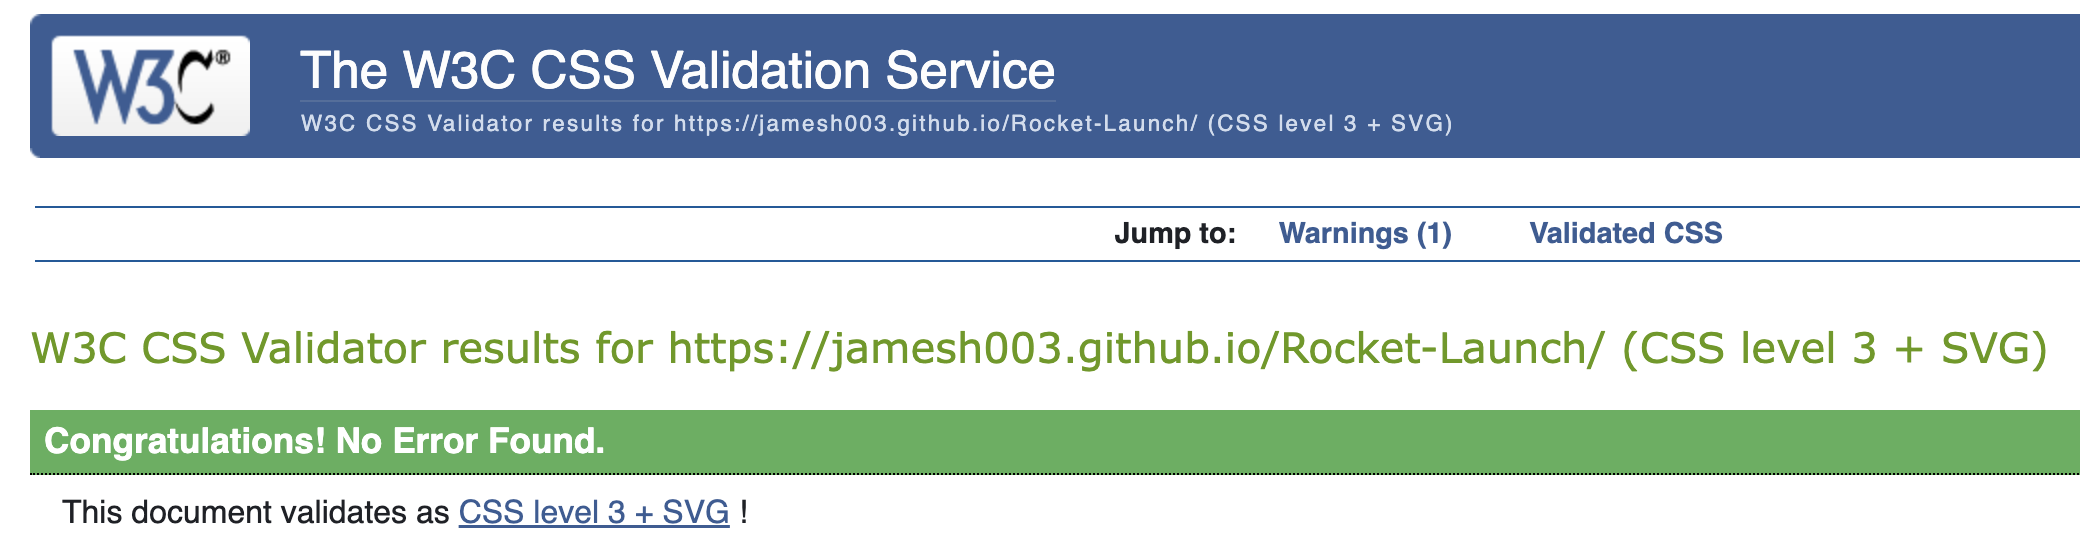 W3C®
The W3C CSS Validation Service
W3C CSS Validator results for https://jamesh003.github.io/Rocket-Launch/ (CSS level 3 + SVG)
Jump to: Warnings (1) Validated CSS
W3C CSS Validator results for https://jamesh003.github.io/Rocket-Launch/ (CSS level 3 + SVG)
Congratulations! No Error Found.
This document validates as CSS level 3 + SVG !